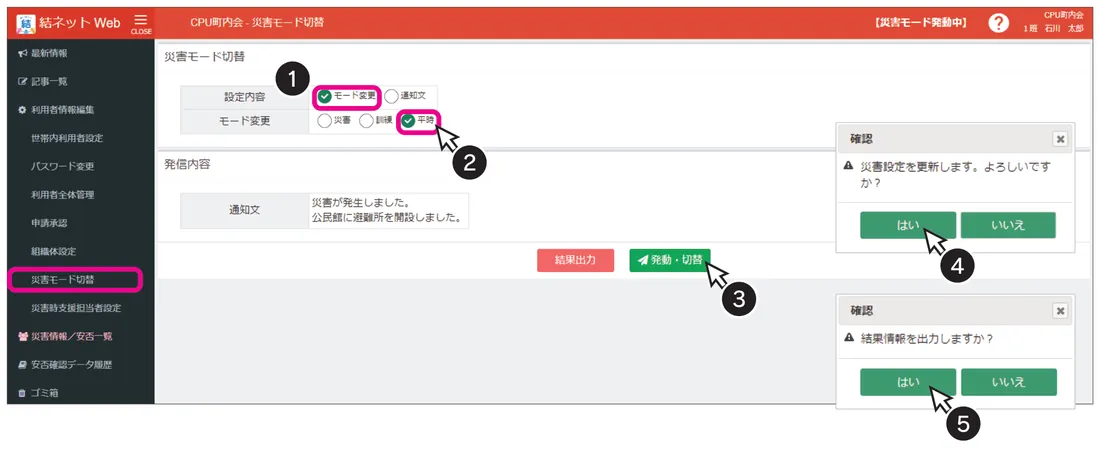 結ネット Web
CLOSE
CPU町内会 - 災害モード切替
【災害モード発動中】
?
CPU町内会
1班 石川 太郎
最新情報
記事一覧
利用者情報編集
世帯内利用者設定
パスワード変更
利用者全体管理
申請承認
組織体設定
災害モード切替
災害時支援担当者設定
災害情報／安否一覧
安否確認データ履歴
ゴミ箱
災害モード切替
1
設定内容 モード変更 通知文
モード変更 災害 訓練 平時
2
発信内容
通知文
災害が発生しました。
公民館に避難所を開設しました。
結果出力 発動・切替
3
確認
災害設定を更新します。よろしいです
か？
はい いいえ
4
確認
結果情報を出力しますか？
はい いいえ
5